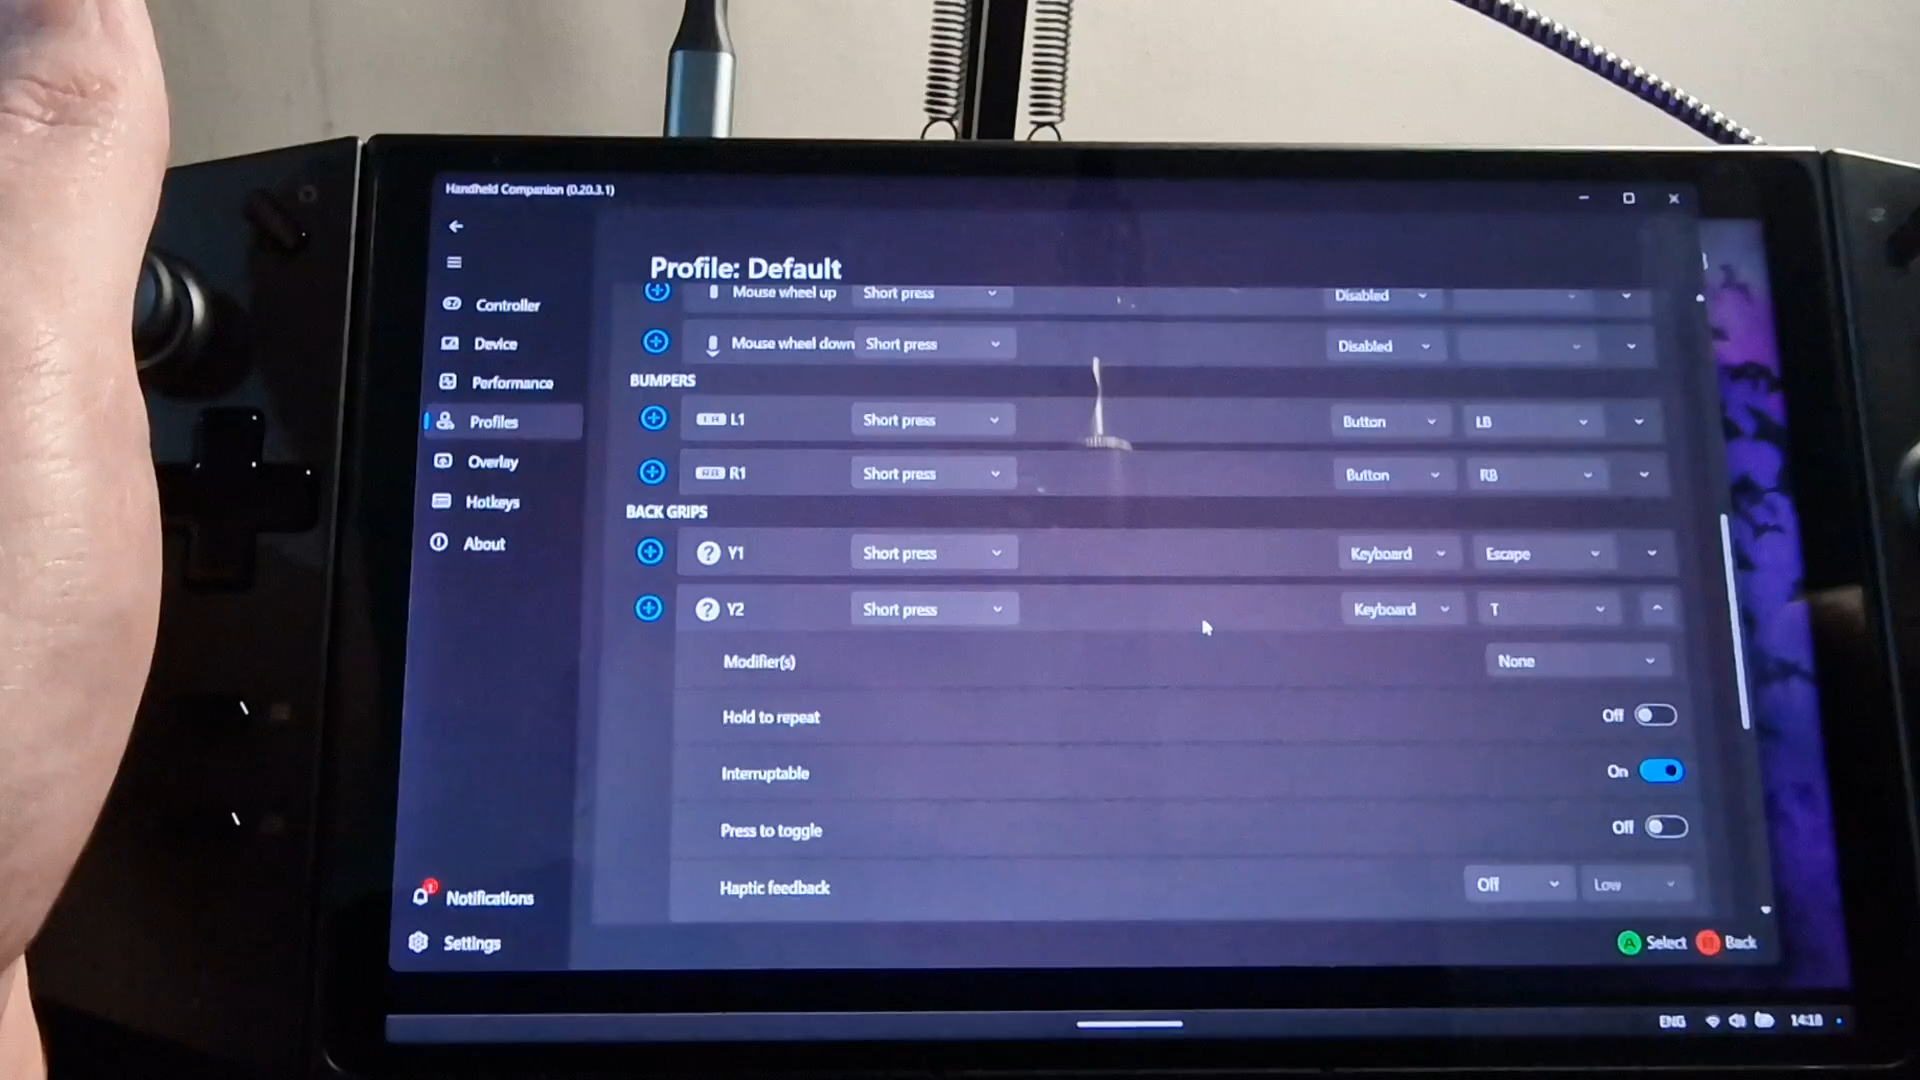 Handheld Companion (0.20.3.1)
Profile: Default
Controller
Device
Performance
Profiles
Overlay
Hotkeys
About
Notifications
Settings
Mouse wheel up Short press Disabled
Mouse wheel down Short press Disabled
BUMPERS
L1 Short press Button LB
R1 Short press Button RB
BACK GRIPS
Y1 Short press Keyboard Escape
Y2 Short press Keyboard T
Modifier(s) None
Hold to repeat Off
Interruptable On
Press to toggle Off
Haptic feedback Off Low
A Select Back
ENG 14:18